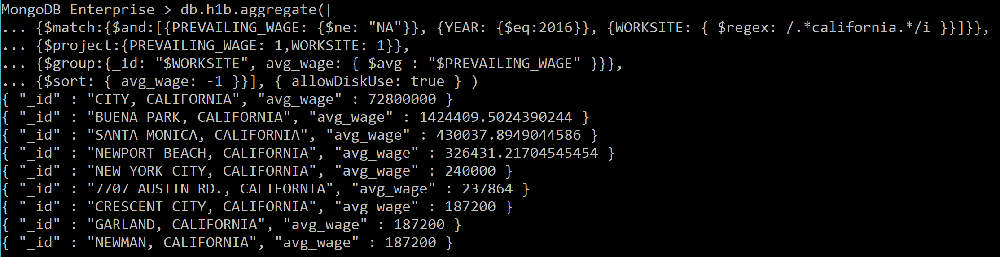 MongoDB Enterprise > db.h1b.aggregate([
... {$match:{$and:[{PREVAILING_WAGE: {$ne: "NA"}}, {YEAR: {$eq:2016}}, {WORKSITE: { $regex: /.*california.*/i }}]}},
... {$project:{PREVAILING_WAGE: 1,WORKSITE: 1}},
... {$group:{_id: "$WORKSITE", avg_wage: { $avg : "$PREVAILING_WAGE" }}},
... {$sort: { avg_wage: -1 }}], { allowDiskUse: true } )
{ "_id" : "CITY, CALIFORNIA", "avg_wage" : 72800000 }
{ "_id" : "BUENA PARK, CALIFORNIA", "avg_wage" : 1424409.5024390244 }
{ "_id" : "SANTA MONICA, CALIFORNIA", "avg_wage" : 430037.8949044586 }
{ "_id" : "NEWPORT BEACH, CALIFORNIA", "avg_wage" : 326431.21704545454 }
{ "_id" : "NEW YORK CITY, CALIFORNIA", "avg_wage" : 240000 }
{ "_id" : "7707 AUSTIN RD., CALIFORNIA", "avg_wage" : 237864 }
{ "_id" : "CRESCENT CITY, CALIFORNIA", "avg_wage" : 187200 }
{ "_id" : "GARLAND, CALIFORNIA", "avg_wage" : 187200 }
{ "_id" : "NEWMAN, CALIFORNIA", "avg_wage" : 187200 }